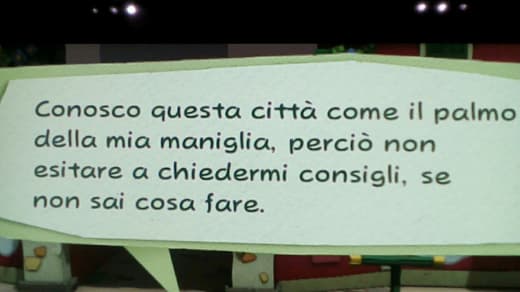 Conosco questa città come il palmo
della mia maniglia, perciò non
esitare a chiedermi consigli, se
non sai cosa fare.